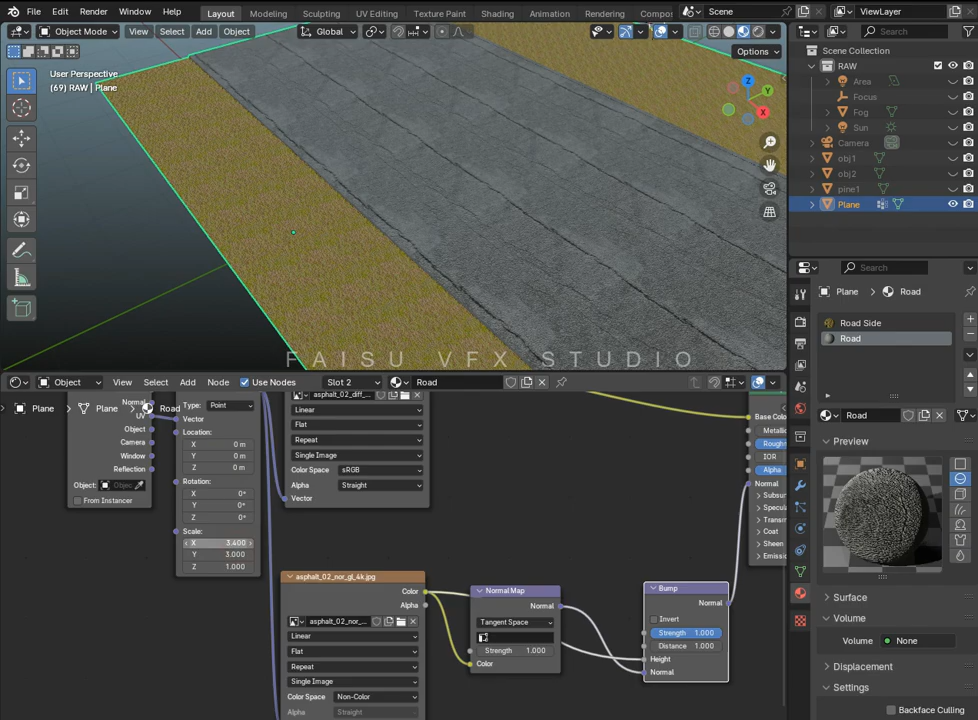 File Edit Render Window Help Layout Modeling Sculpting UV Editing Texture Paint Shading Animation Rendering Compos Scene ViewLayer
Object Mode View Select Add Object Global
Options
User Perspective
(69) RAW | Plane
Z
Y
X
FAISU VFX STUDIO
Search
Scene Collection
RAW
Area
Focus
Fog
Sun
Camera
obj1
obj2
pine1
Plane
Search
Plane Road
Road Side
Road
Road
Preview
Surface
Volume
Volume None
Displacement
Settings
Backface Culling
Object View Select Add Node Use Nodes Slot 2 Road
Plane Plane Road
Normal
UV
Object
Camera
Window
Reflection
Object: Objec
From Instancer
Type: Point
Vector
Location:
X 0 m
Y 0 m
Z 0 m
Rotation:
X 0°
Y 0°
Z 0°
Scale:
X 3.400
Y 3.000
Z 1.000
asphalt_02_diff_...
Linear
Flat
Repeat
Single Image
Color Space sRGB
Alpha Straight
Vector
asphalt_02_nor_gl_4k.jpg
Color
Alpha
asphalt_02_nor_...
Linear
Flat
Repeat
Single Image
Color Space Non-Color
Alpha Straight
Normal Map
Normal
Tangent Space
Strength 1.000
Color
Bump
Normal
Invert
Strength 1.000
Distance 1.000
Height
Normal
Base Colo
Metallic
Rough
IOR
Alpha
Normal
Subsur
Specul
Transm
Coat
Sheen
Emissio